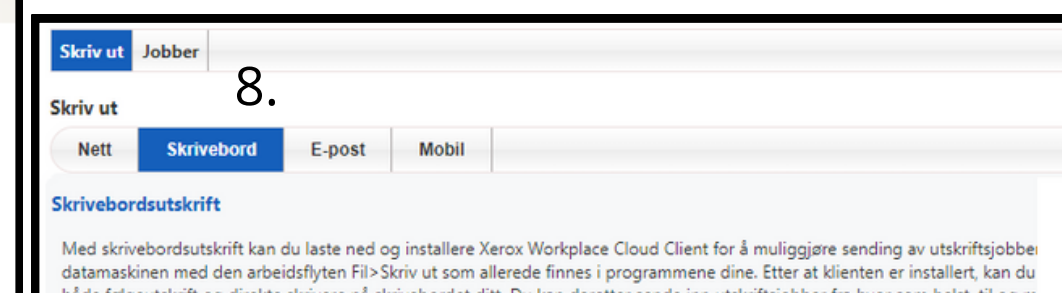 Skriv ut Jobber
8.
Skriv ut
Nett Skrivebord E-post Mobil
Skrivebordsutskrift
Med skrivebordsutskrift kan du laste ned og installere Xerox Workplace Cloud Client for å muliggjøre sending av utskriftsjobber
datamaskinen med den arbeidsflyten Fil>Skriv ut som allerede finnes i programmene dine. Etter at klienten er installert, kan du